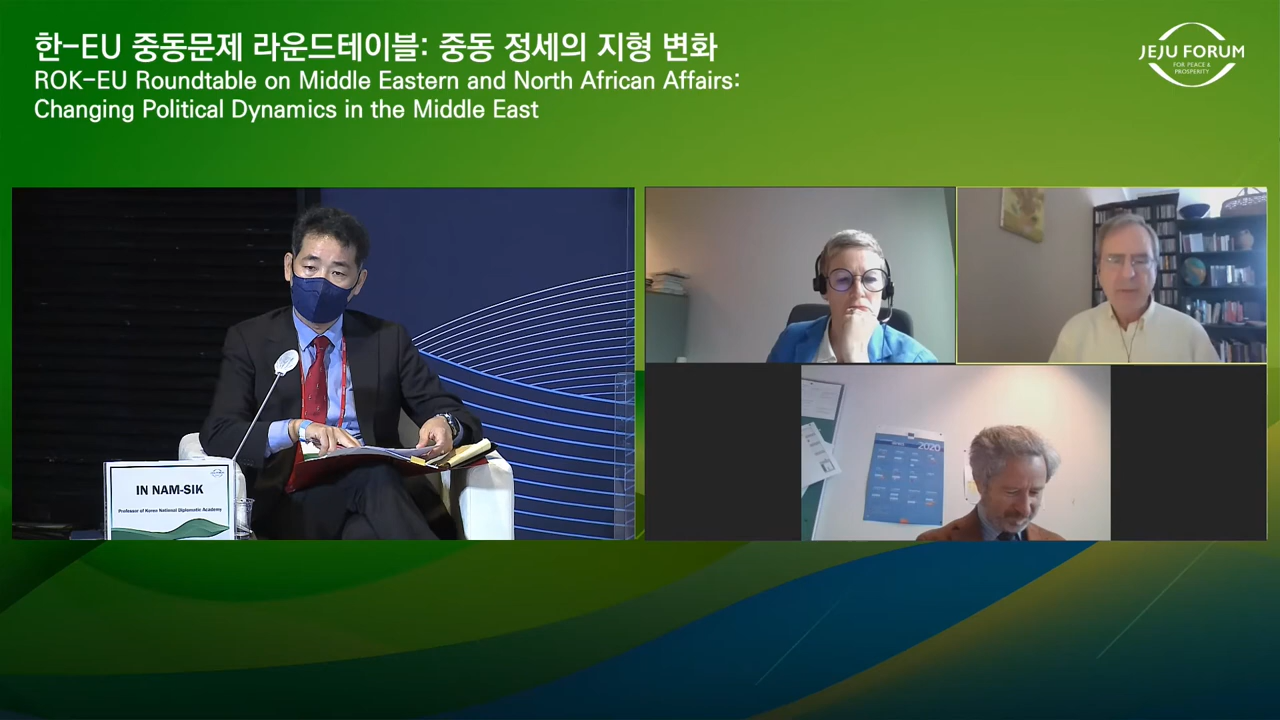 한-EU 중동문제 라운드테이블: 중동 정세의 지형 변화
ROK-EU Roundtable on Middle Eastern and North African Affairs:
Changing Political Dynamics in the Middle East
JEJU FORUM
FOR PEACE &
PROSPERITY
IN NAM-SIK
Professor of Korea National Diplomatic Academy
2020